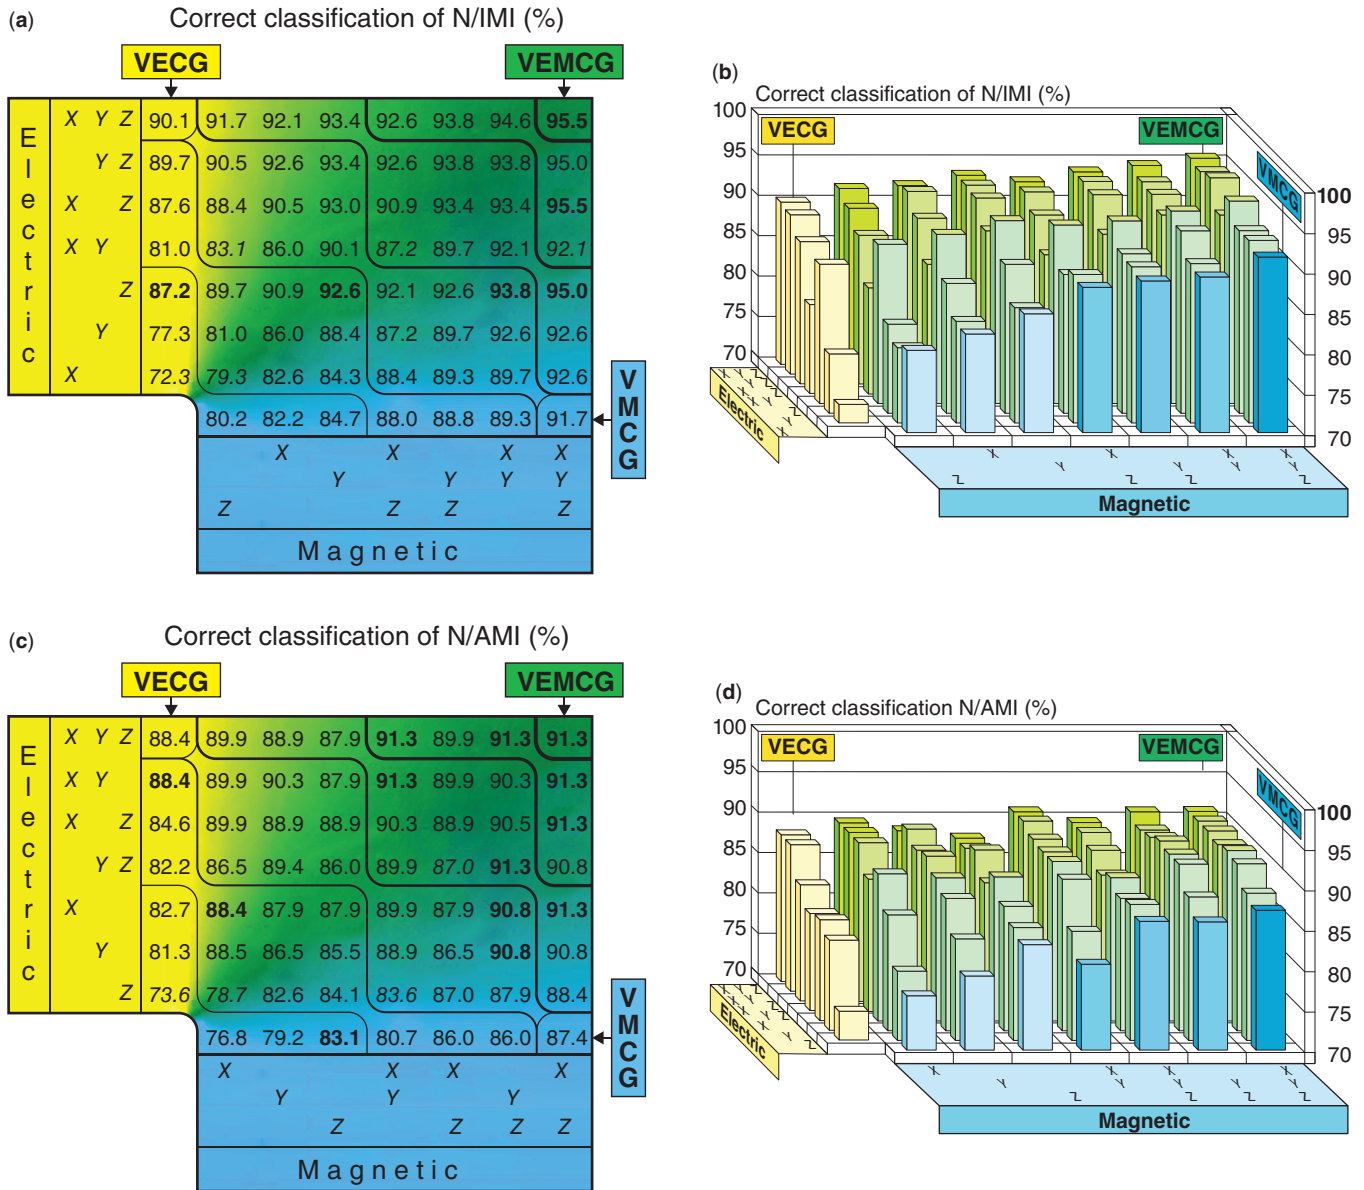 (a)
Correct classification of N/IMI (%)
VECG
VEMCG
Electric
X Y Z 90.1 91.7 92.1 93.4 92.6 93.8 94.6 95.5
Y Z 89.7 90.5 92.6 93.4 92.6 93.8 93.8 95.0
X Z 87.6 88.4 90.5 93.0 90.9 93.4 93.4 95.5
X Y 81.0 83.1 86.0 90.1 87.2 89.7 92.1 92.1
Z 87.2 89.7 90.9 92.6 92.1 92.6 93.8 95.0
Y 77.3 81.0 86.0 88.4 87.2 89.7 92.6 92.6
X 72.3 79.3 82.6 84.3 88.4 89.3 89.7 92.6
80.2 82.2 84.7 88.0 88.8 89.3 91.7
VMCG
X X X X
Y Y Y Y
Z Z Z Z
Magnetic
(b)
Correct classification of N/IMI (%)
VECG
VEMCG
VMCG
100
95
90
85
80
75
70
100
95
90
85
80
75
70
Electric
X Y X Y X Y X Y
Z Z Z Z
Magnetic
(c)
Correct classification of N/AMI (%)
VECG
VEMCG
Electric
X Y Z 88.4 89.9 88.9 87.9 91.3 89.9 91.3 91.3
X Y 88.4 89.9 90.3 87.9 91.3 89.9 90.3 91.3
X Z 84.6 89.9 88.9 88.9 90.3 88.9 90.5 91.3
Y Z 82.2 86.5 89.4 86.0 89.9 87.0 91.3 90.8
X 82.7 88.4 87.9 87.9 89.9 87.9 90.8 91.3
Y 81.3 88.5 86.5 85.5 88.9 86.5 90.8 90.8
Z 73.6 78.7 82.6 84.1 83.6 87.0 87.9 88.4
76.8 79.2 83.1 80.7 86.0 86.0 87.4
VMCG
X X X X
Y Y Y Y
Z Z Z Z
Magnetic
(d)
Correct classification N/AMI (%)
VECG
VEMCG
VMCG
100
95
90
85
80
75
70
100
95
90
85
80
75
70
Electric
X Y X Y X Y X Y
Z Z Z Z
Magnetic